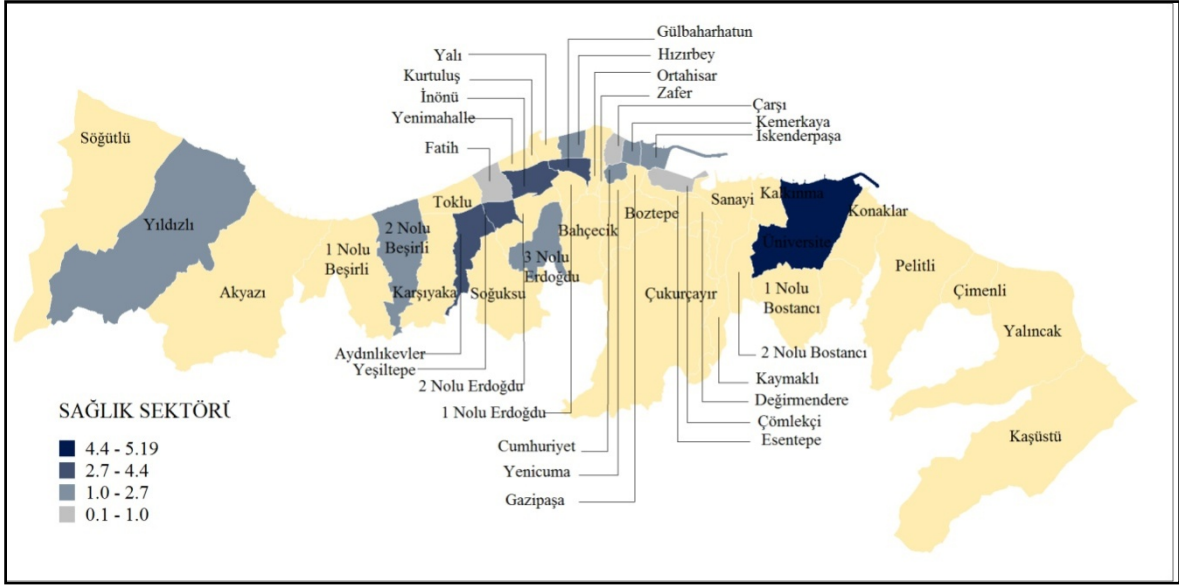 Gülbaharhatun
Hızırbey
Ortahisar
Zafer
Yalı
Kurtuluş
İnönü
Yenimahalle
Fatih
Çarşı
Kemerkaya
İskenderpaşa
Söğütlü
Yıldızlı
Akyazı
1 Nolu
Beşirli
2 Nolu
Beşirli
Toklu
Karşıyaka
Soğuksu
3 Nolu
Erdoğdu
Bahçecik
Boztepe
Çukurçayır
Sanayi
Kalkınma
Üniversite
Konaklar
1 Nolu
Bostancı
Pelitli
Çimenli
Yalıncak
Kaşüstü
Aydınlıkevler
Yeşiltepe
2 Nolu Erdoğdu
1 Nolu Erdoğdu
Cumhuriyet
Yenicuma
Gazipaşa
2 Nolu Bostancı
Kaymaklı
Değirmendere
Çömlekçi
Esentepe
SAĞLIK SEKTÖRÜ
4.4 - 5.19
2.7 - 4.4
1.0 - 2.7
0.1 - 1.0